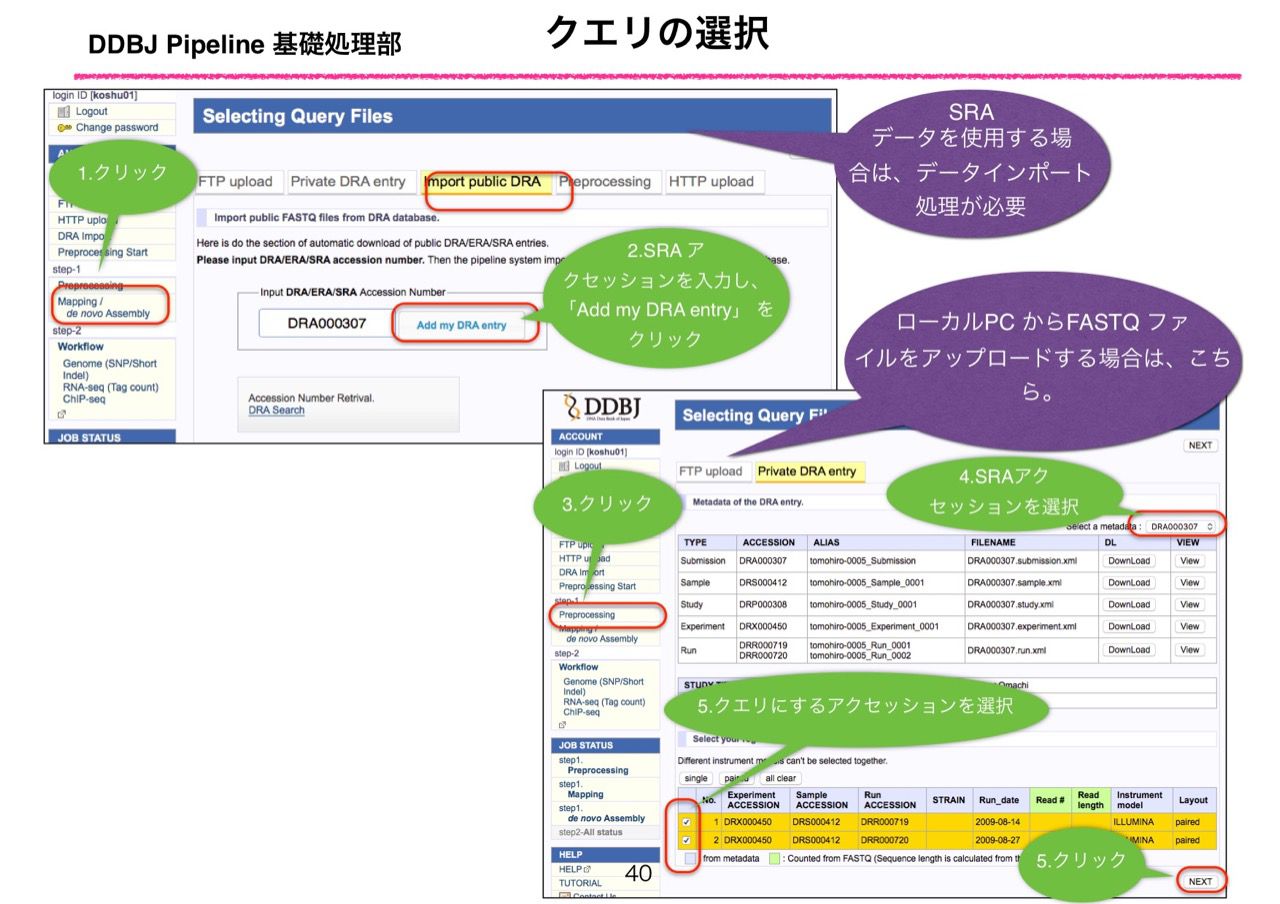 DDBJ Pipeline 基礎処理部
クエリの選択
login ID [koshu01]
Logout
Change password
1.クリック
HTTP upload
DRA Import
Preprocessing Start
step-1
Preprocessing
Mapping /
de novo Assembly
step-2
Workflow
Genome (SNP/Short
Indel)
RNA-seq (Tag count)
ChIP-seq
JOB STATUS
Selecting Query Files
FTP upload
Private DRA entry
Import public DRA
Preprocessing
HTTP upload
Import public FASTQ files from DRA database.
Here is do the section of automatic download of public DRA/ERA/SRA entries.
Please input DRA/ERA/SRA accession number. Then the pipeline system
Input DRA/ERA/SRA Accession Number
DRA000307
Add my DRA entry
Accession Number Retrival.
DRA Search
2.SRA ア
クセッションを入力し、
「Add my DRA entry」 を
クリック
SRA
データを使用する場
合は、データインポート
処理が必要
ローカルPC からFASTQ ファ
イルをアップロードする場合は、こち
ら。
DDBJ
ACCOUNT
login ID [koshu01]
Logout
3.クリック
FTP upload
HTTP upload
DRA Import
Preprocessing Start
step-1
Preprocessing
Mapping /
de novo Assembly
step-2
Workflow
Genome (SNP/Short
Indel)
RNA-seq (Tag count)
ChIP-seq
JOB STATUS
step1.
Preprocessing
step1.
Mapping
step1.
de novo Assembly
step2-All status
HELP
HELP
TUTORIAL
Contact Us
40
Selecting Query
NEXT
FTP upload
Private DRA entry
Metadata of the DRA entry.
4.SRAアク
セッションを選択
Select a metadata : DRA000307
TYPE ACCESSION ALIAS FILENAME DL VIEW
Submission DRA000307 tomohiro-0005_Submission DRA000307.submission.xml DownLoad View
Sample DRS000412 tomohiro-0005_Sample_0001 DRA000307.sample.xml DownLoad View
Study DRP000308 tomohiro-0005_Study_0001 DRA000307.study.xml DownLoad View
Experiment DRX000450 tomohiro-0005_Experiment_0001 DRA000307.experiment.xml DownLoad View
Run DRR000719 tomohiro-0005_Run_0001 DRA000307.run.xml DownLoad View
DRR000720 tomohiro-0005_Run_0002
STUDY
Omachi
5.クエリにするアクセッションを選択
Select your
Different instrument models can't be selected together.
single
paired
all clear
No. Experiment ACCESSION Sample ACCESSION Run ACCESSION STRAIN Run_date Read # Read length Instrument model Layout
1 DRX000450 DRS000412 DRR000719 2009-08-14 ILLUMINA paired
2 DRX000450 DRS000412 DRR000720 2009-08-27 paired
from metadata : Counted from FASTQ (Sequence length is calculated from
5.クリック
NEXT